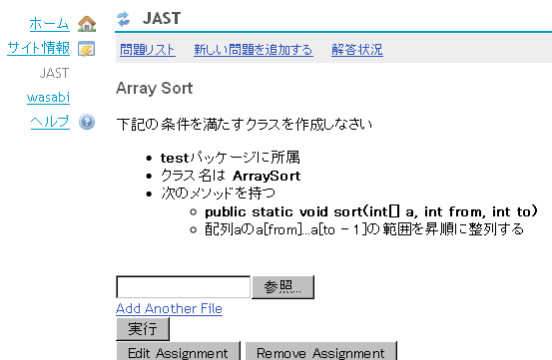 ホーム
サイト情報
JAST
wasabi
ヘルプ
JAST
問題リスト 新しい問題を追加する 解答状況
Array Sort
下記の条件を満たすクラスを作成しなさい
• testパッケージに所属
• クラス名は ArraySort
• 次のメソッドを持つ
○ public static void sort(int[] a, int from, int to)
○ 配列aのa[from]...a[to - 1]の範囲を昇順に整列する
参照...
Add Another File
実行
Edit Assignment Remove Assignment